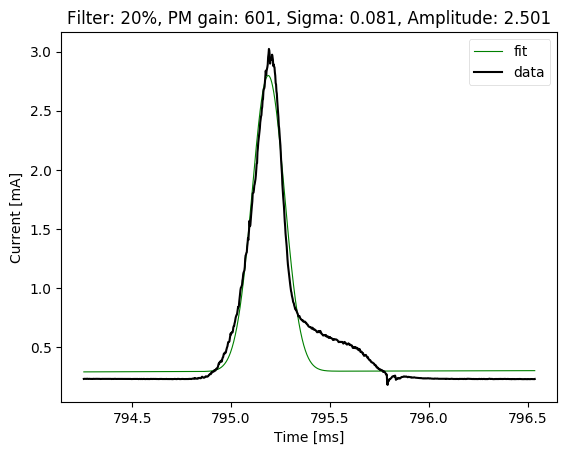 Filter: 20%, PM gain: 601, Sigma: 0.081, Amplitude: 2.501
fit
data
3.0
2.5
2.0
1.5
1.0
0.5
Current [mA]
794.5 795.0 795.5 796.0 796.5
Time [ms]